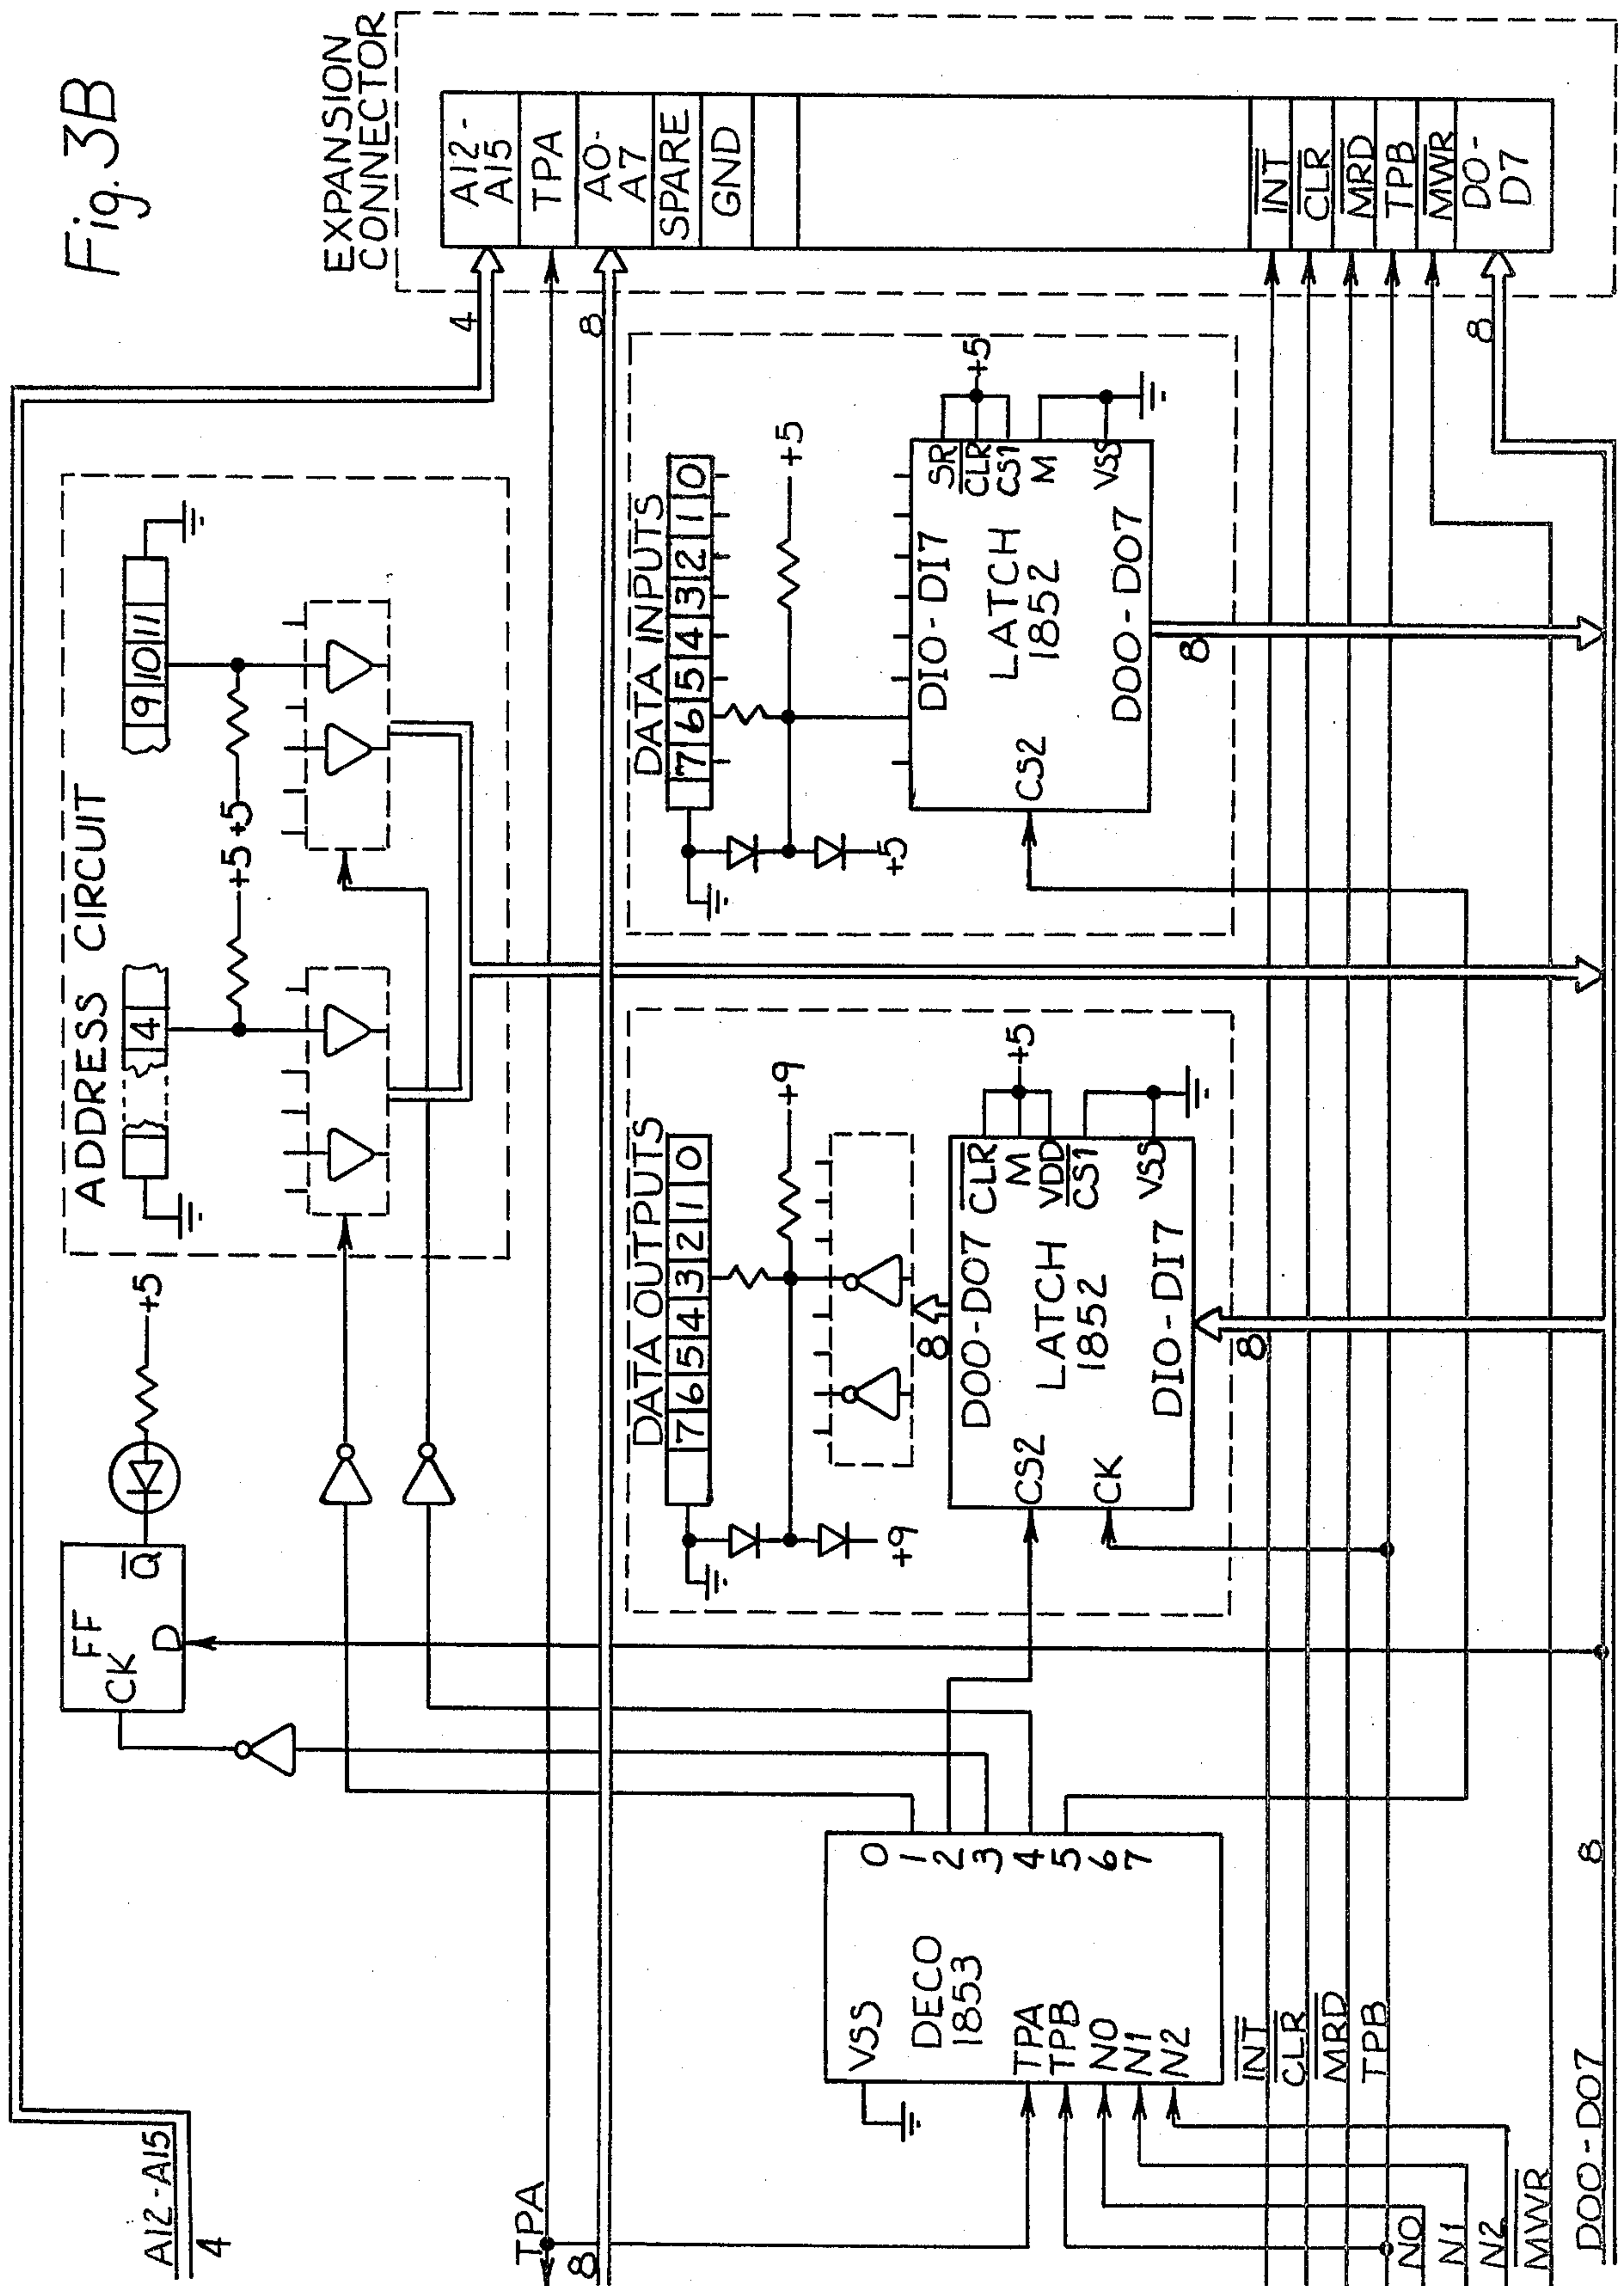 Fig. 3B
EXPANSION
CONNECTOR
A12-
A15
TPA
A0-
A7
SPARE
GND
INT
CLR
MRD
TPB
MWR
D0-
D7
4
8
8
A12-A15
4
FF
CK
D
Q
+5
ADDRESS CIRCUIT
4
+5
+5
9 10 11
TPA
8
DATA OUTPUTS
7 6 5 4 3 2 1 0
+9
+9
8
DO0-DO7
CLR
M
VDD
CS1
VSS
CS2
LATCH
1852
CK
DI0-DI7
8
DATA INPUTS
7 6 5 4 3 2 1 0
+5
+5
DI0-DI7
SR
CLR
CS1
M
VSS
+5
LATCH
1852
CS2
DO0-DO7
8
VSS
DECO
1853
TPA
TPB
N0
N1
N2
0
1
2
3
4
5
6
7
INT
CLR
MRD
TPB
N0
N1
N2
MWR
DO0-DO7
8